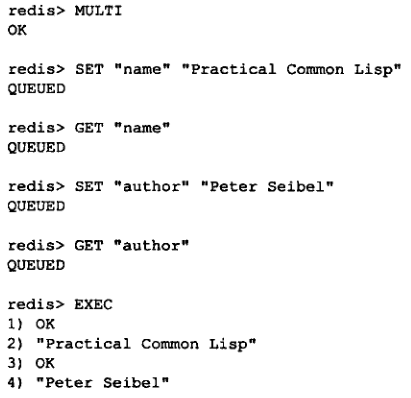 redis> MULTI
OK
redis> SET "name" "Practical Common Lisp"
QUEUED
redis> GET "name"
QUEUED
redis> SET "author" "Peter Seibel"
QUEUED
redis> GET "author"
QUEUED
redis> EXEC
1) OK
2) "Practical Common Lisp"
3) OK
4) "Peter Seibel"